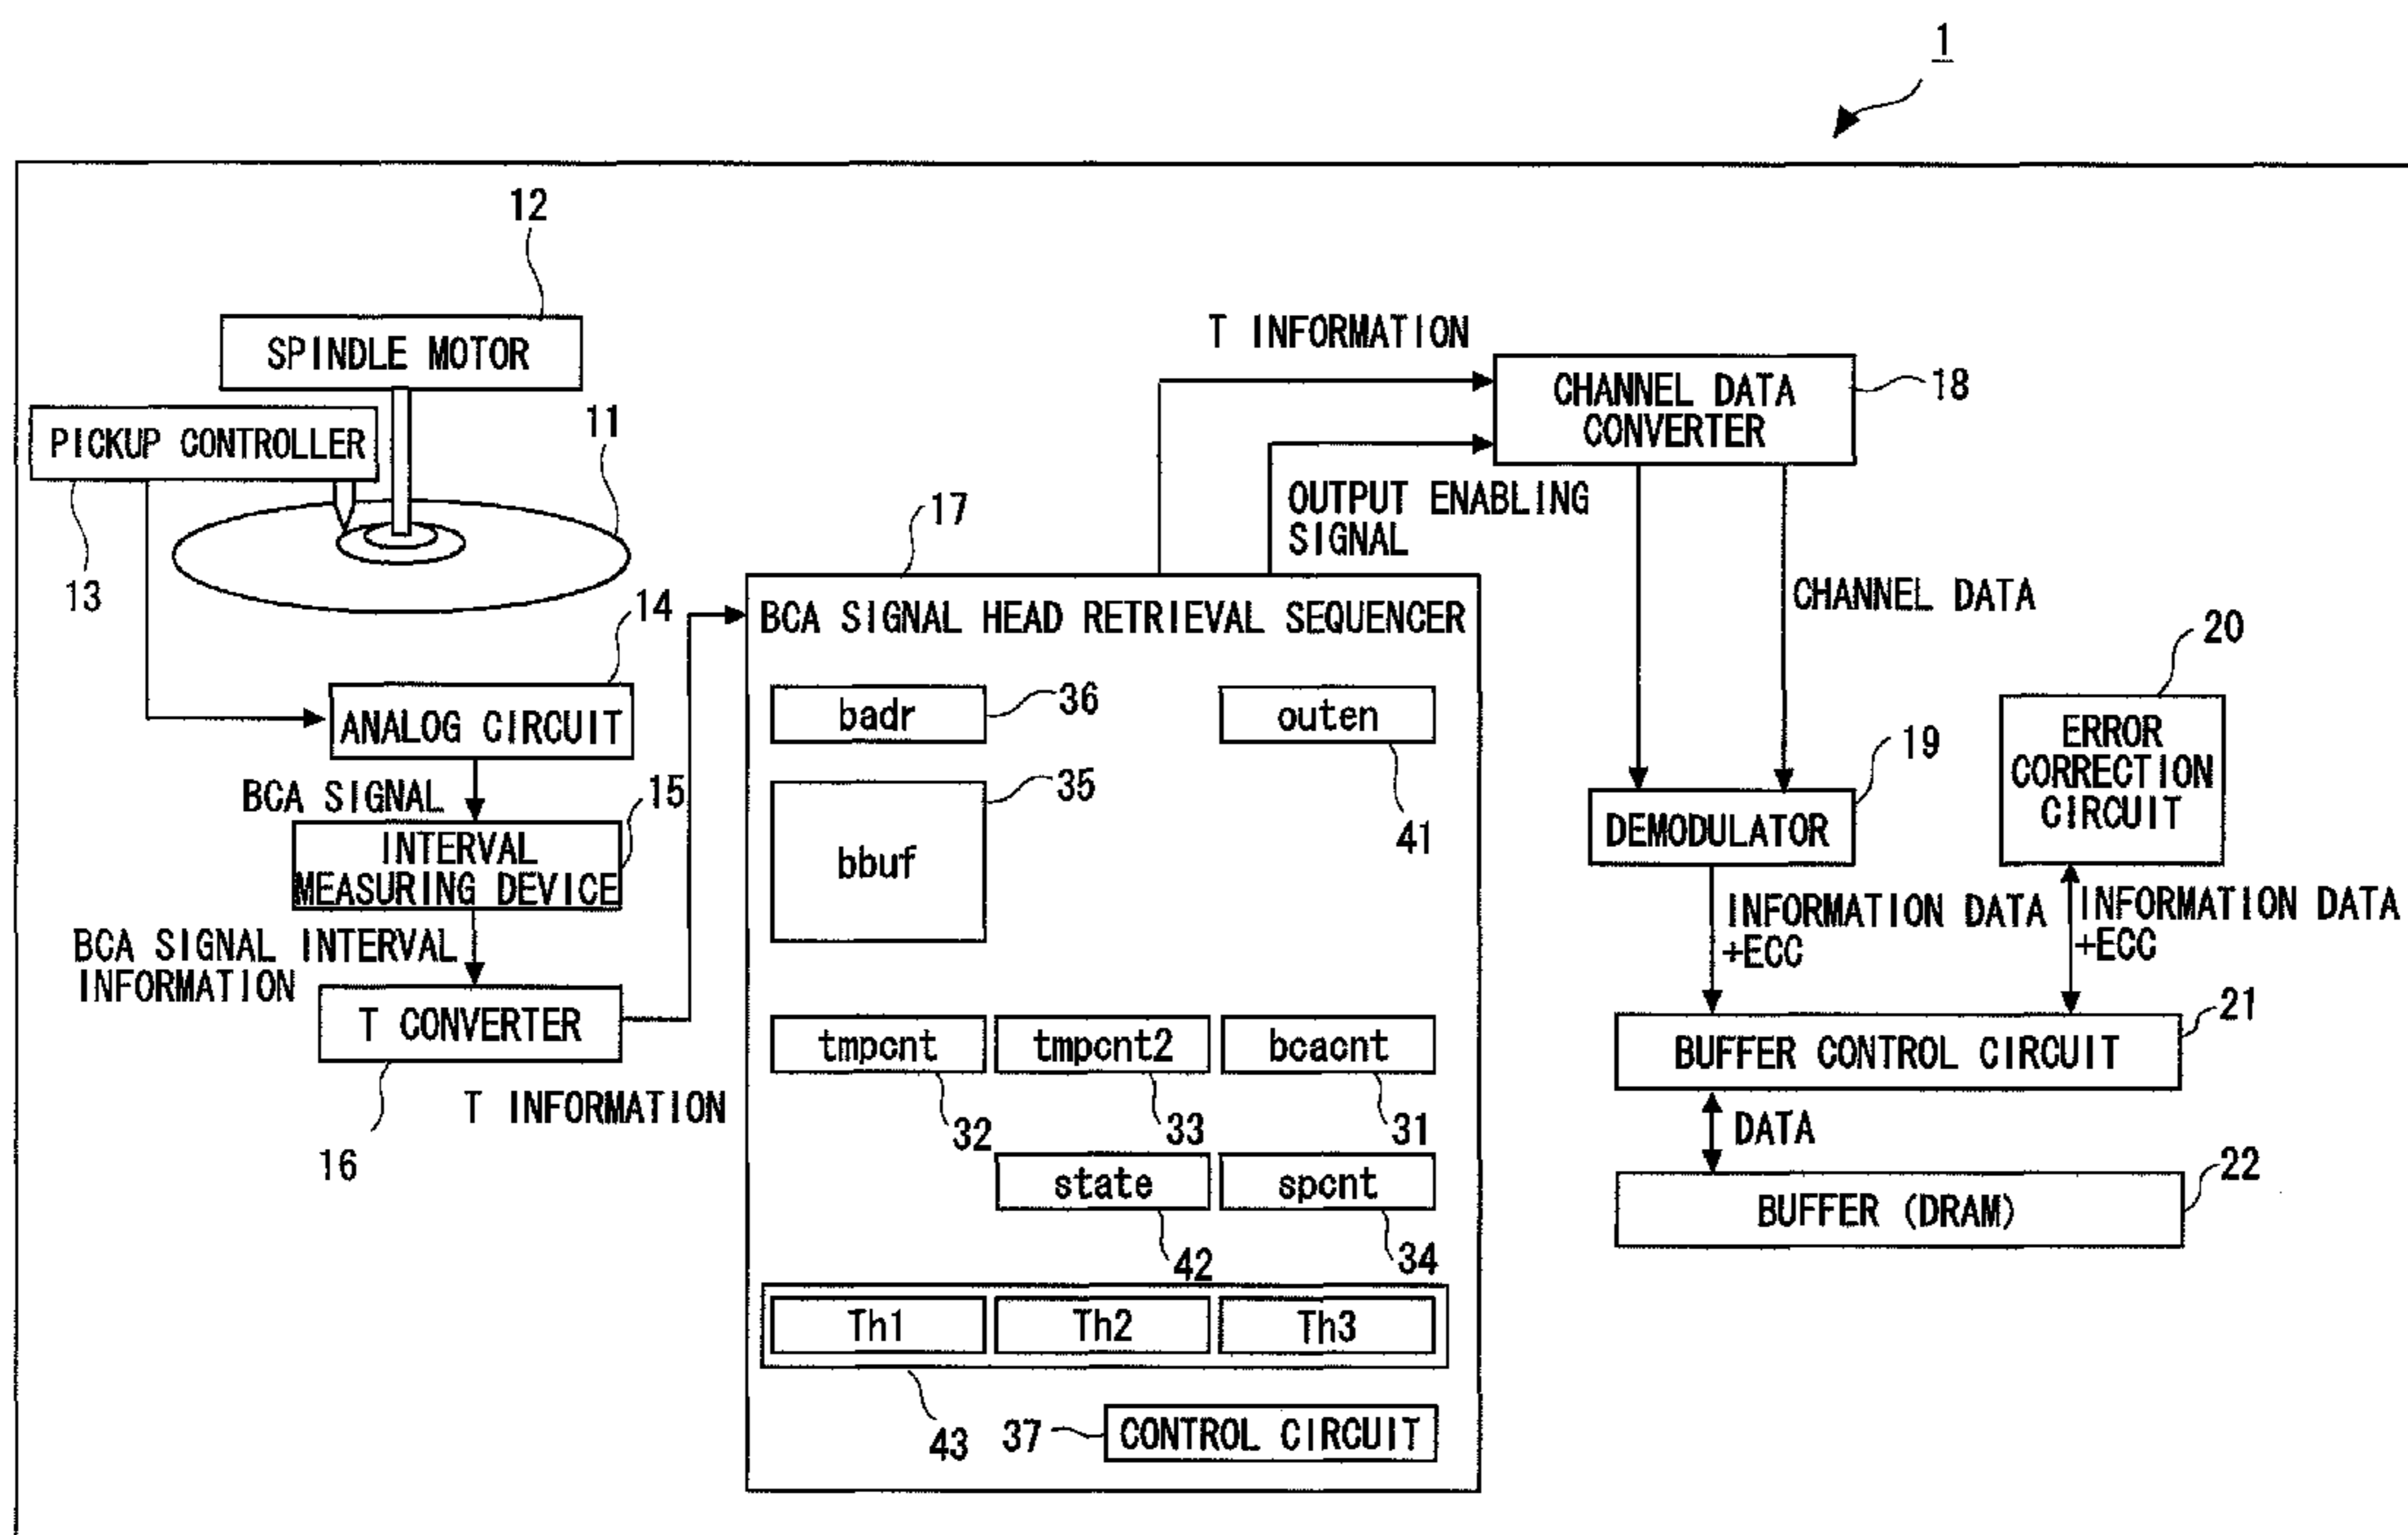 1
12
SPINDLE MOTOR
PICKUP CONTROLLER
11
13
14
ANALOG CIRCUIT
BCA SIGNAL
15
INTERVAL
MEASURING DEVICE
BCA SIGNAL INTERVAL
INFORMATION
T CONVERTER
16
T INFORMATION
17
BCA SIGNAL HEAD RETRIEVAL SEQUENCER
badr
36
outen
41
bbuf
35
tmpcnt
tmpcnt2
bcacnt
32
33
31
state
spcnt
42
34
Th1
Th2
Th3
43
37
CONTROL CIRCUIT
T INFORMATION
OUTPUT ENABLING
SIGNAL
CHANNEL DATA
CONVERTER
18
CHANNEL DATA
20
ERROR
CORRECTION
CIRCUIT
19
DEMODULATOR
INFORMATION DATA
+ECC
INFORMATION DATA
+ECC
21
BUFFER CONTROL CIRCUIT
DATA
22
BUFFER (DRAM)